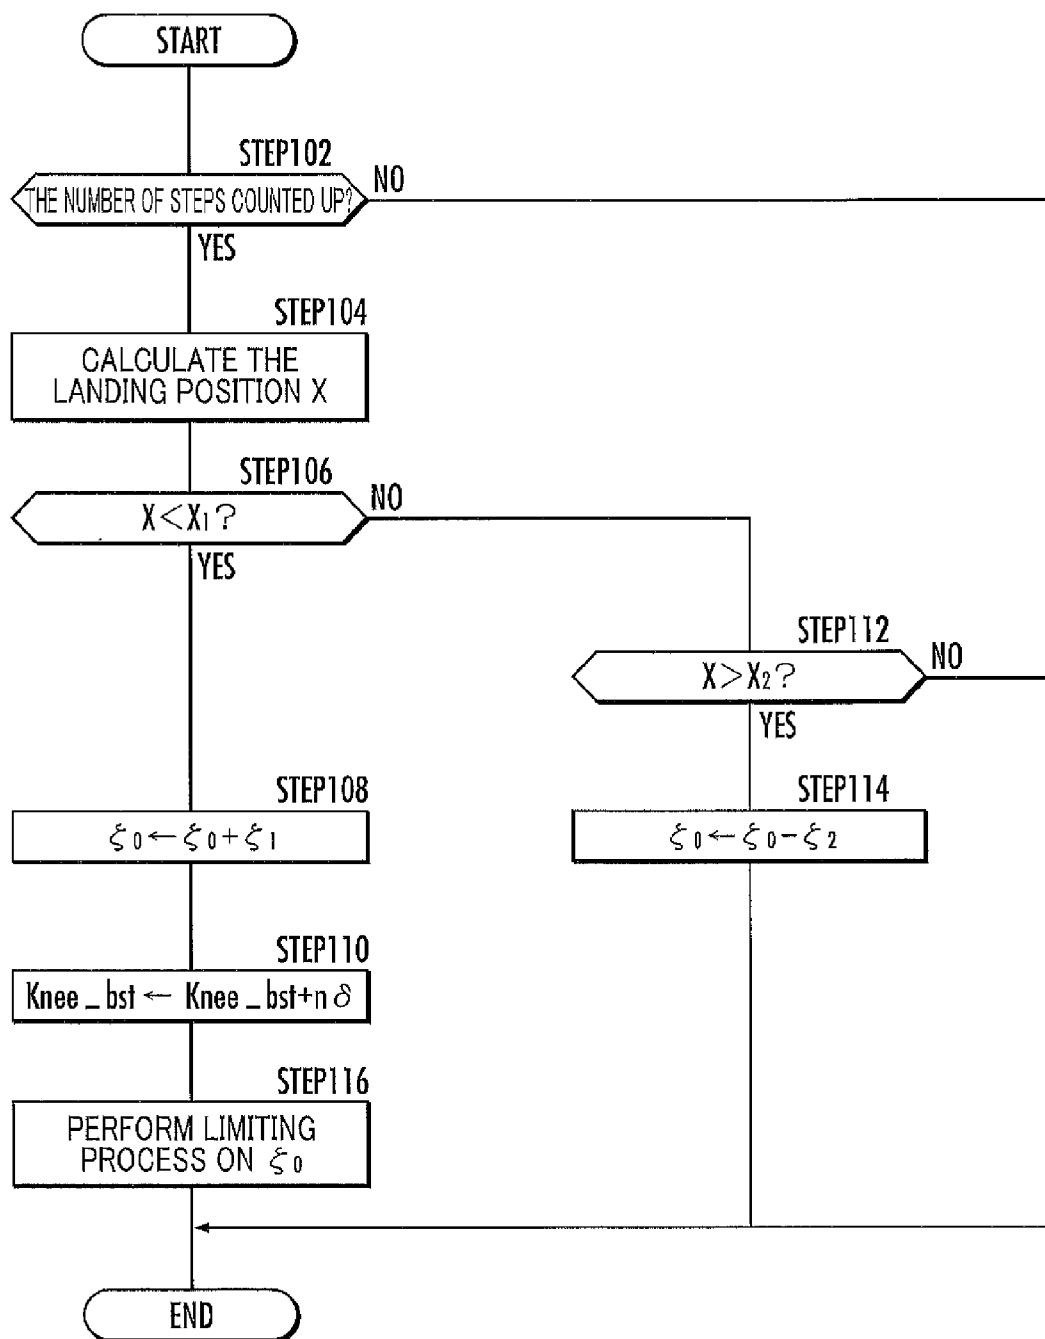 START
STEP102
THE NUMBER OF STEPS COUNTED UP?
NO
YES
STEP104
CALCULATE THE
LANDING POSITION X
STEP106
X<X1?
NO
YES
STEP112
X>X2?
NO
YES
STEP108
ξ0←ξ0+ξ1
STEP114
ξ0←ξ0−ξ2
STEP110
Knee_bst ← Knee_bst+nδ
STEP116
PERFORM LIMITING
PROCESS ON ξ0
END